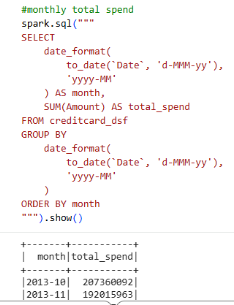 #monthly total spend
spark.sql("""
SELECT
    date_format(
        to_date(`Date`, 'd-MMM-yy'),
        'yyyy-MM'
    ) AS month,
    SUM(Amount) AS total_spend
FROM creditcard_dsf
GROUP BY
    date_format(
        to_date(`Date`, 'd-MMM-yy'),
        'yyyy-MM'
    )
ORDER BY month
""").show()
+-------+-----------+
|  month|total_spend|
+-------+-----------+
|2013-10|  207360092|
|2013-11|  192015963|